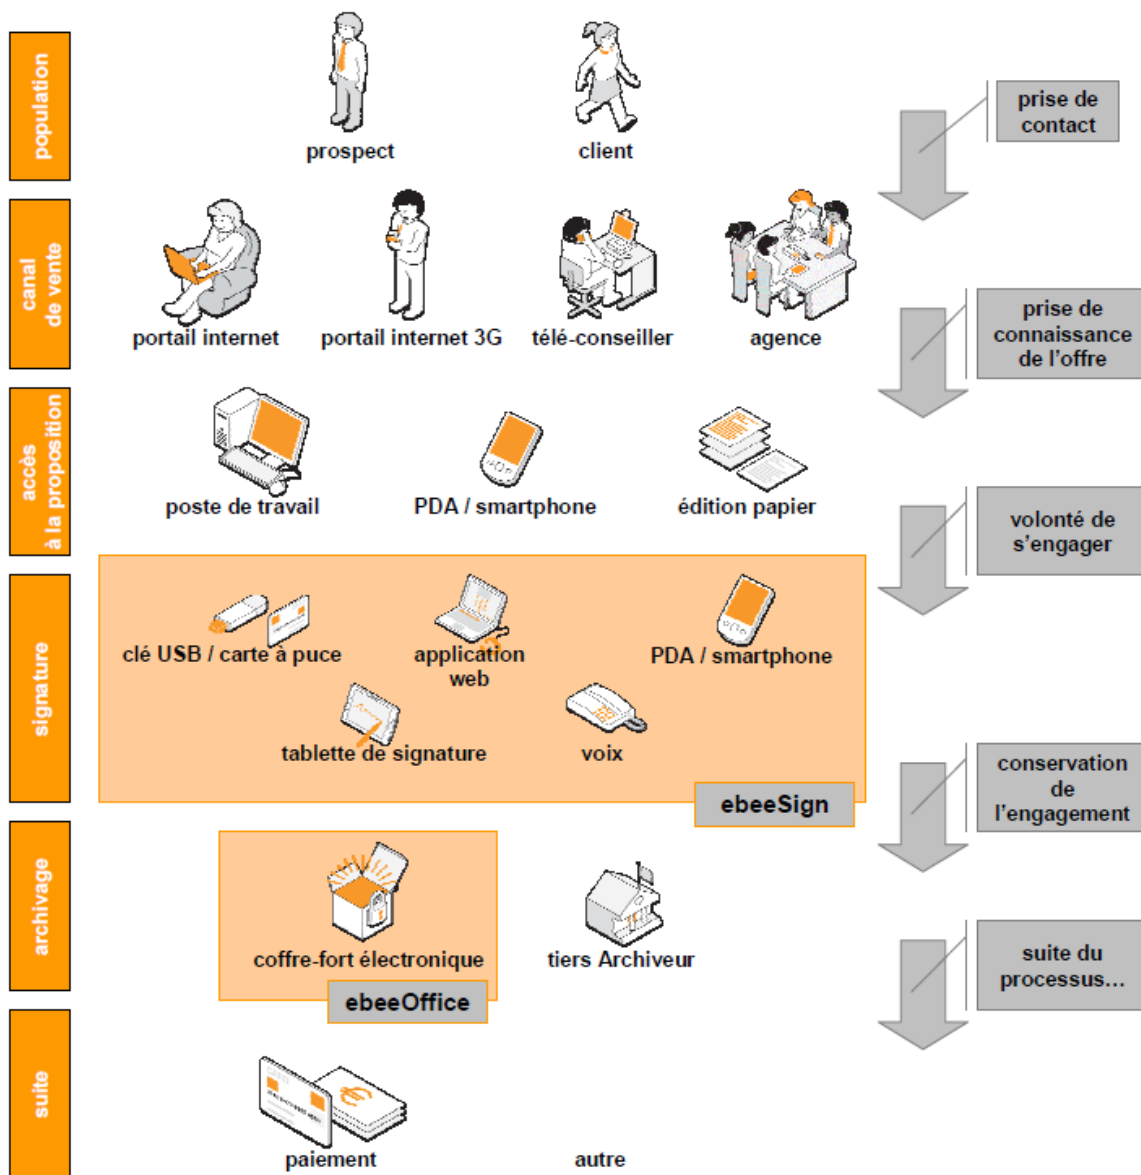 population
prospect
client
prise de
contact
canal
de vente
portail internet
portail internet 3G
télé-conseiller
agence
prise de
connaissance
de l'offre
accès
à la proposition
poste de travail
PDA / smartphone
édition papier
volonté de
s'engager
signature
clé USB / carte à puce
application
web
PDA / smartphone
tablette de signature
voix
ebeeSign
conservation
de
l'engagement
archivage
coffre-fort électronique
tiers Archiveur
ebeeOffice
suite du
processus...
suite
€
paiement
autre